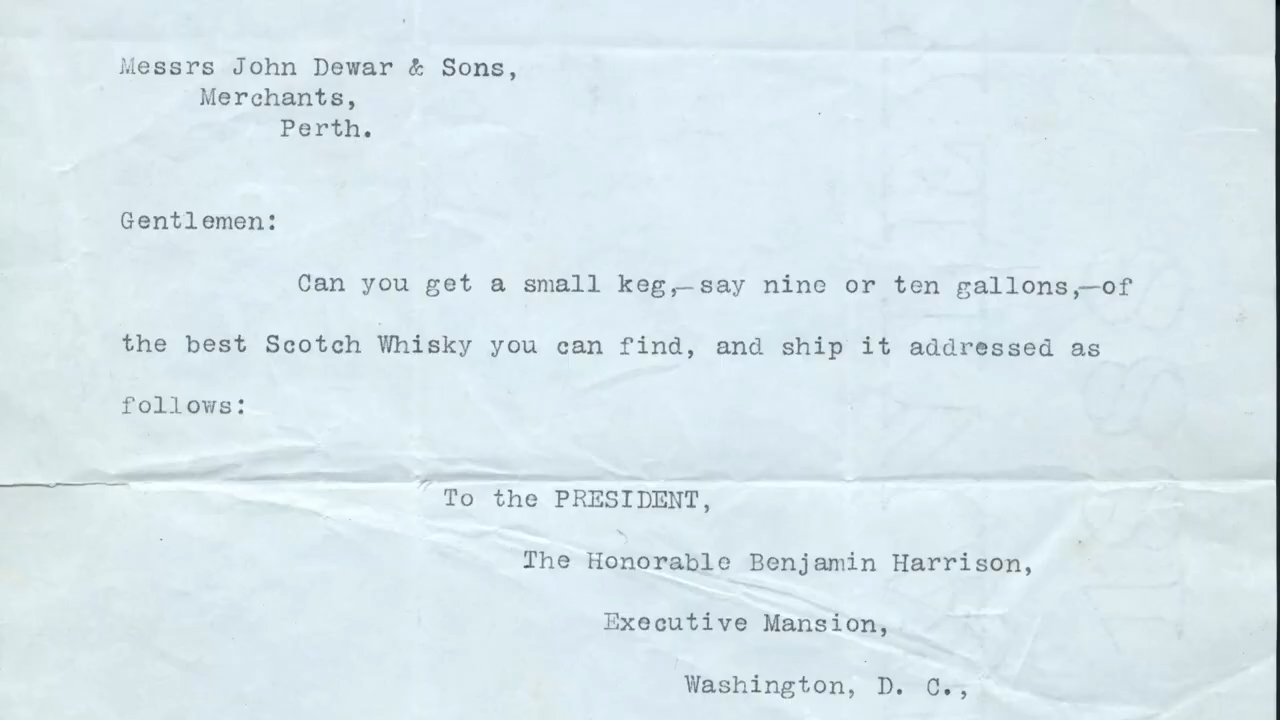 Messrs John Dewar & Sons,
Merchants,
Perth.
Gentlemen:
Can you get a small keg,—say nine or ten gallons,—of
the best Scotch Whisky you can find, and ship it addressed as
follows:
To the PRESIDENT,
The Honorable Benjamin Harrison,
Executive Mansion,
Washington, D. C.,